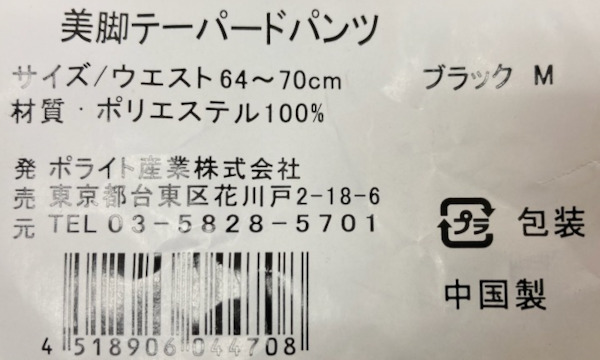 美脚テーパードパンツ
サイズ/ウエスト64〜70cm ブラック M
材質・ポリエステル100%
発売元 ポライト産業株式会社
東京都台東区花川戸2-18-6
TEL 03-5828-5701
プラ 包装
中国製
4 518906 044708